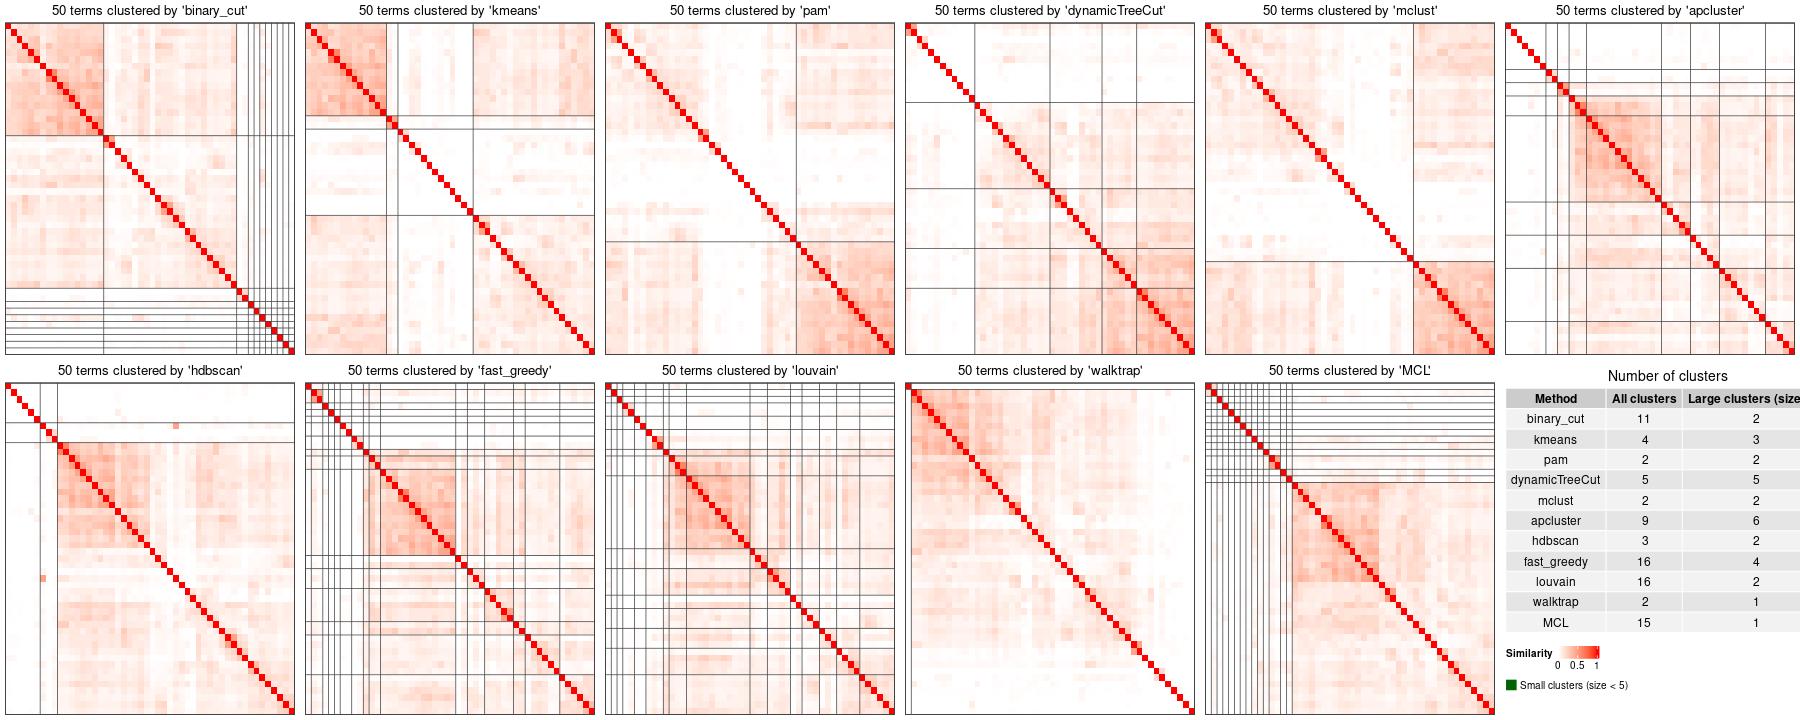 50 terms clustered by 'binary_cut'
50 terms clustered by 'kmeans'
50 terms clustered by 'pam'
50 terms clustered by 'dynamicTreeCut'
50 terms clustered by 'mclust'
50 terms clustered by 'apcluster'
50 terms clustered by 'hdbscan'
50 terms clustered by 'fast_greedy'
50 terms clustered by 'louvain'
50 terms clustered by 'walktrap'
50 terms clustered by 'MCL'
Number of clusters
Method All clusters Large clusters (size
binary_cut 11 2
kmeans 4 3
pam 2 2
dynamicTreeCut 5 5
mclust 2 2
apcluster 9 6
hdbscan 3 2
fast_greedy 16 4
louvain 16 2
walktrap 2 1
MCL 15 1
Similarity
0 0.5 1
Small clusters (size < 5)